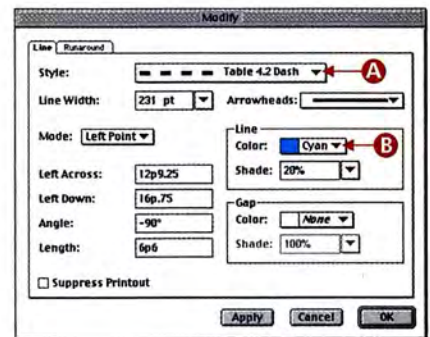 Modify
Line Runaround
Style: Table 4.2 Dash A
Line Width: 231 pt Arrowheads:
Mode: Left Point
Line
Color: Cyan B
Shade: 20%
Left Across: 12p9.25
Left Down: 16p.75
Angle: -90°
Length: 6p6
Gap
Color: None
Shade: 100%
Suppress Printout
Apply Cancel OK